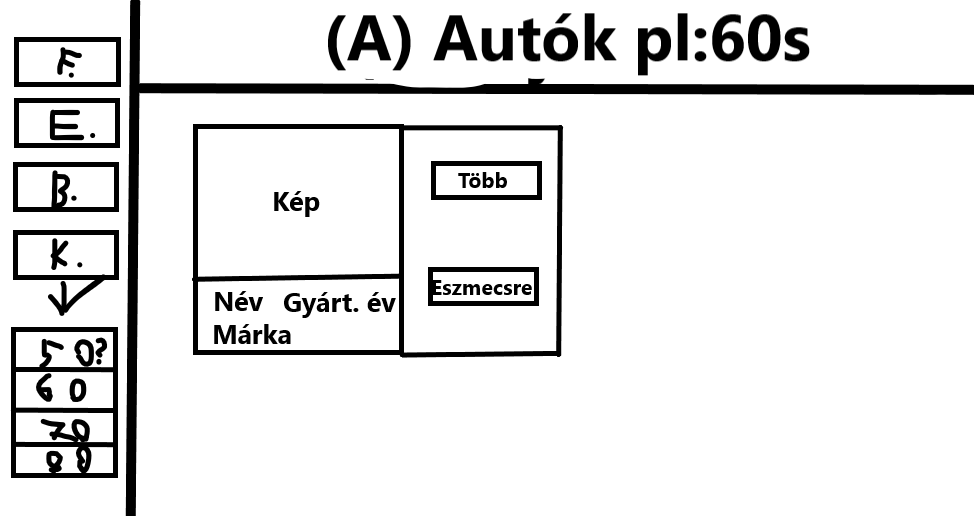 (A) Autók pl:60s
F.
E.
B.
K.
50?
60
70
80
Kép
Név Gyárt. év
Márka
Több
Eszmecsre